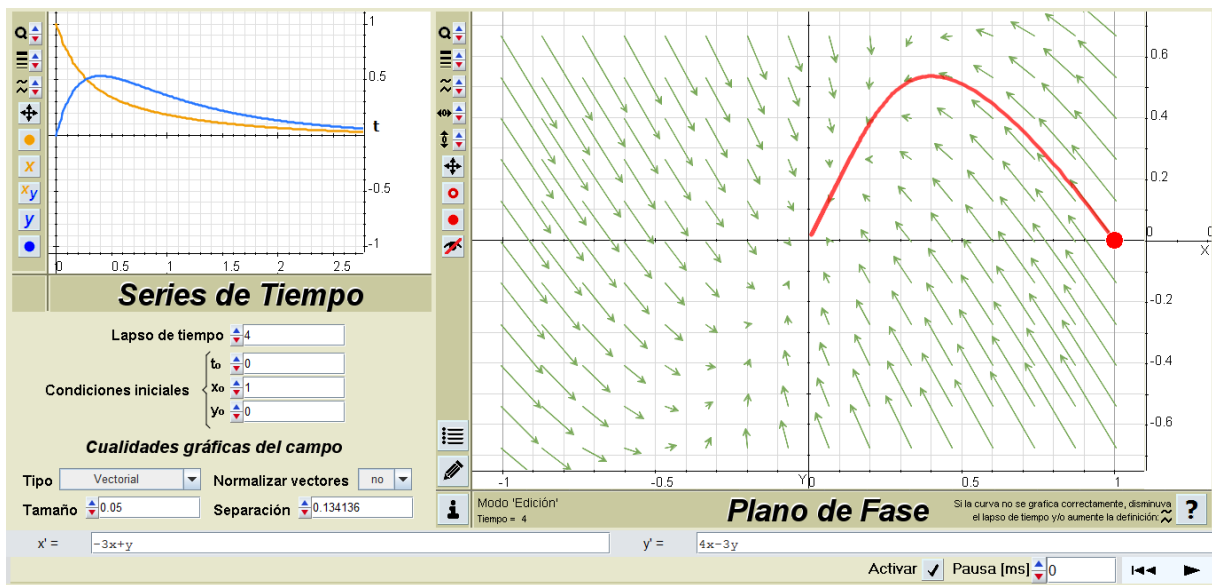 1
0.5
t
-0.5
-1
0 0.5 1 1.5 2 2.5
x
xy
y
Series de Tiempo
Lapso de tiempo 4
Condiciones iniciales
t₀ 0
x₀ 1
y₀ 0
Cualidades gráficas del campo
Tipo Vectorial Normalizar vectores no
Tamaño 0.05 Separación 0.134136
0.6
0.4
0.2
0 0
X
-0.2
-0.4
-0.6
-1 -0.5 Y 0 0.5 1
Modo 'Edición'
Tiempo = 4
Plano de Fase
Si la curva no se grafica correctamente, disminuva
el lapso de tiempo y/o aumente la definición:
?
i
x' = -3x+y y' = 4x-3y
Activar Pausa [ms] 0